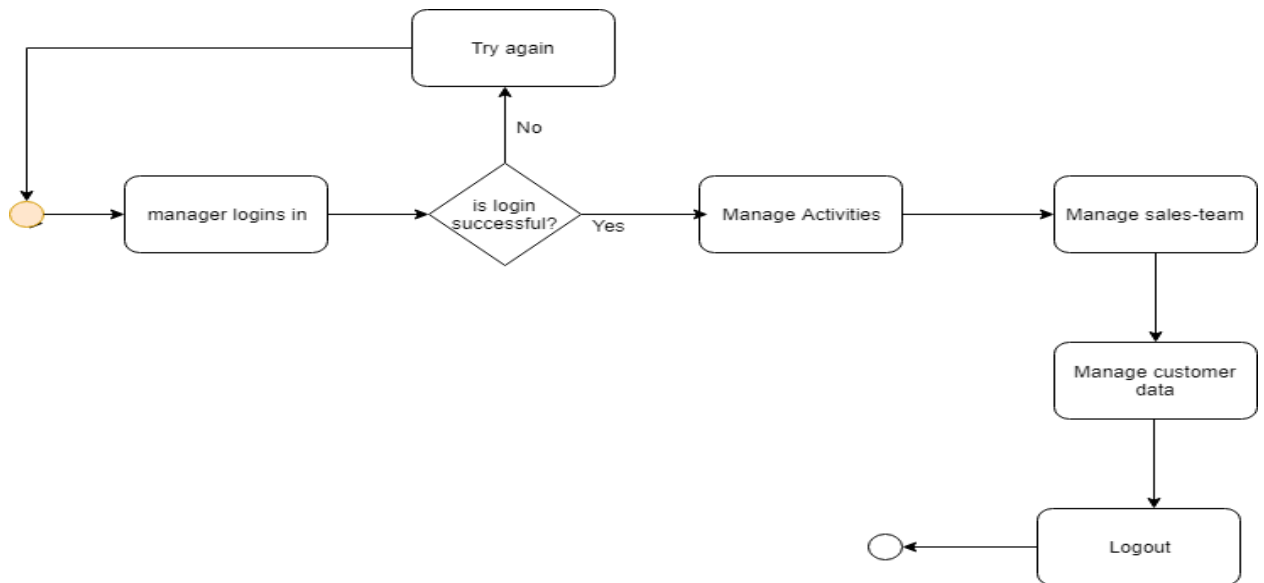 Try again
No
manager logins in
is login
successful?
Yes
Manage Activities
Manage sales-team
Manage customer
data
Logout